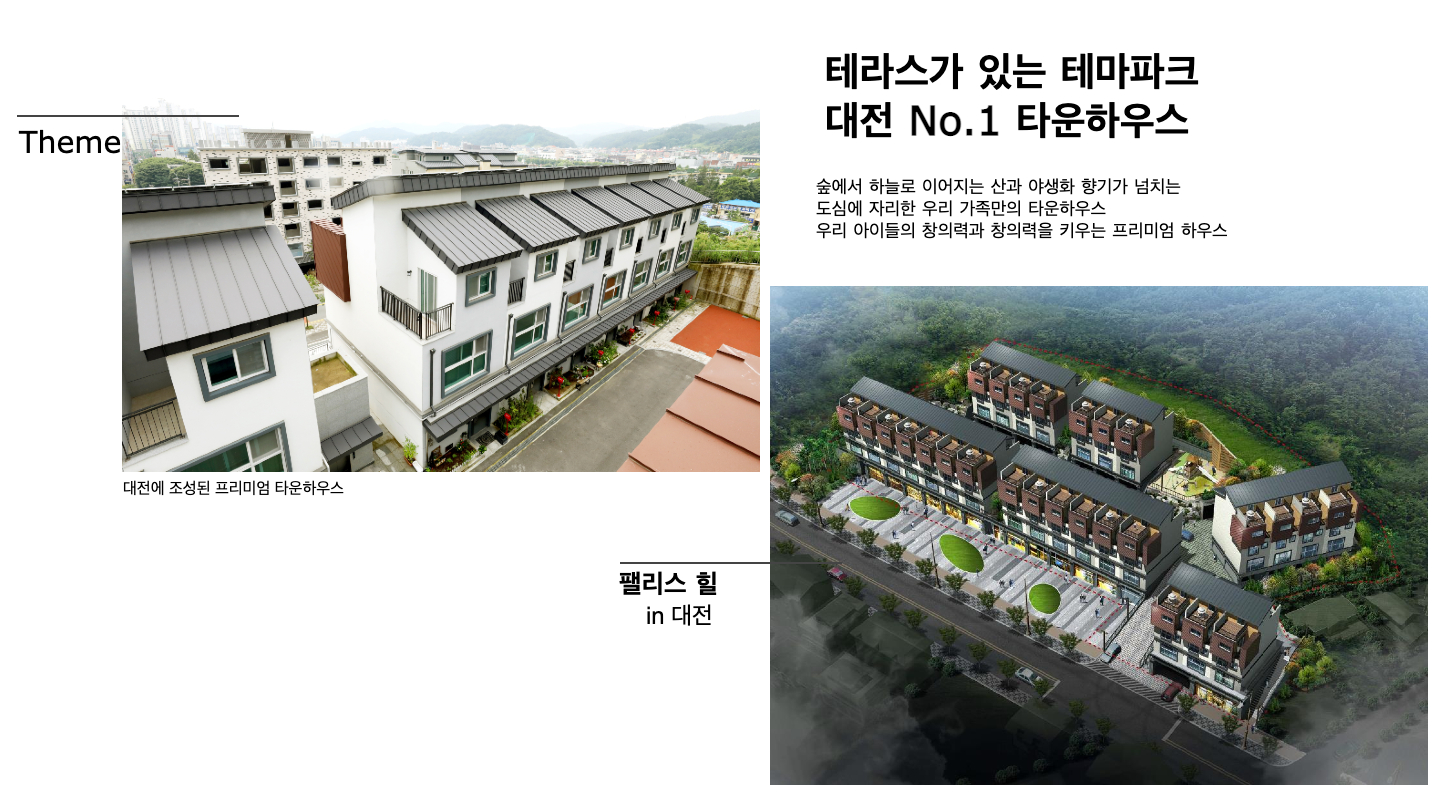 테라스가 있는 테마파크
대전 No.1 타운하우스
Theme
숲에서 하늘로 이어지는 산과 야생화 향기가 넘치는
도심에 자리한 우리 가족만의 타운하우스
우리 아이들의 창의력과 창의력을 키우는 프리미엄 하우스
대전에 조성된 프리미엄 타운하우스
팰리스 힐
in 대전